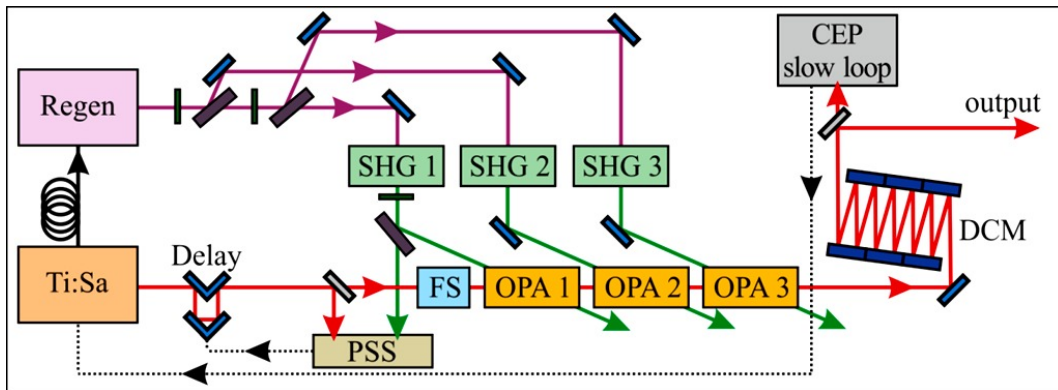 CEP
slow loop
Regen
output
SHG 1
SHG 2
SHG 3
DCM
Delay
Ti:Sa
FS
OPA 1
OPA 2
OPA 3
PSS